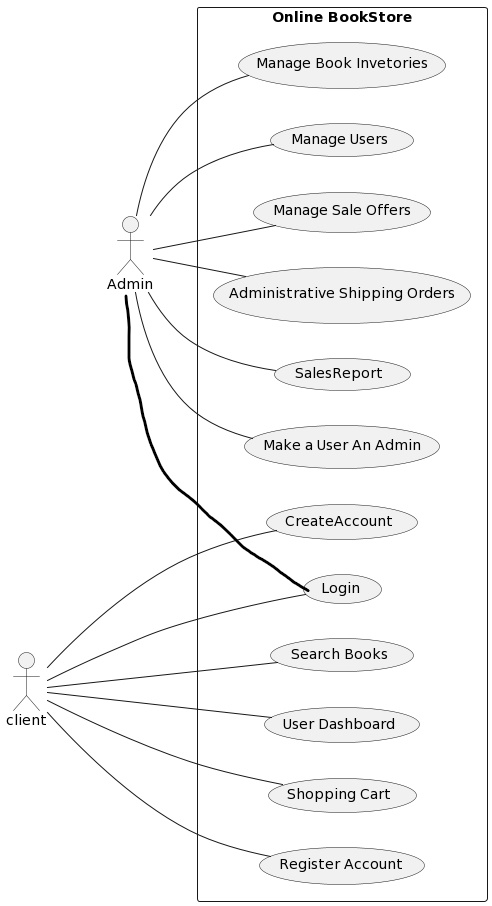 Online BookStore
Manage Book Invetories
Manage Users
Manage Sale Offers
Admin
Administrative Shipping Orders
SalesReport
Make a User An Admin
CreateAccount
Login
Search Books
client
User Dashboard
Shopping Cart
Register Account